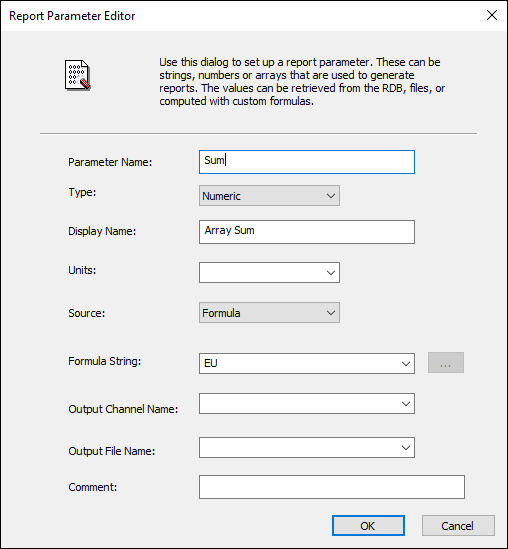 Report Parameter Editor
Use this dialog to set up a report parameter. These can be
strings, numbers or arrays that are used to generate
reports. The values can be retrieved from the RDB, files, or
computed with custom formulas.
Parameter Name: Sum
Type: Numeric
Display Name: Array Sum
Units:
Source: Formula
Formula String: EU ...
Output Channel Name:
Output File Name:
Comment:
OK Cancel